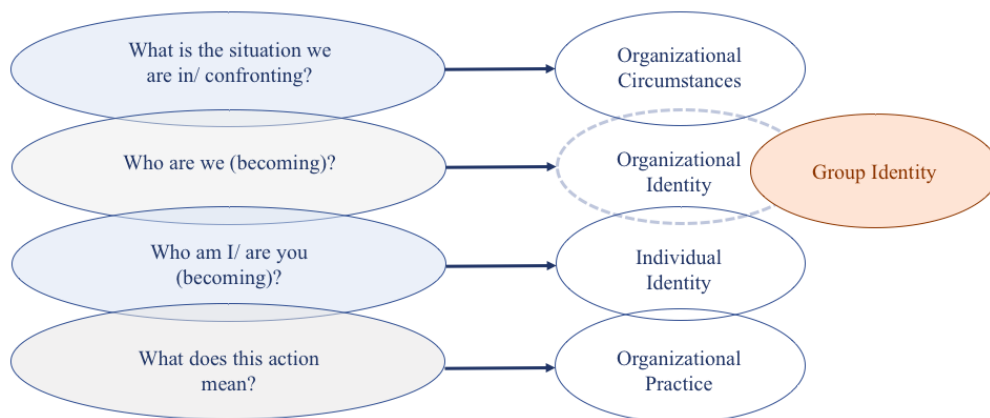 What is the situation we
are in/ confronting?
Organizational
Circumstances
Who are we (becoming)?
Organizational
Identity
Group Identity
Who am I/ are you
(becoming)?
Individual
Identity
What does this action
mean?
Organizational
Practice